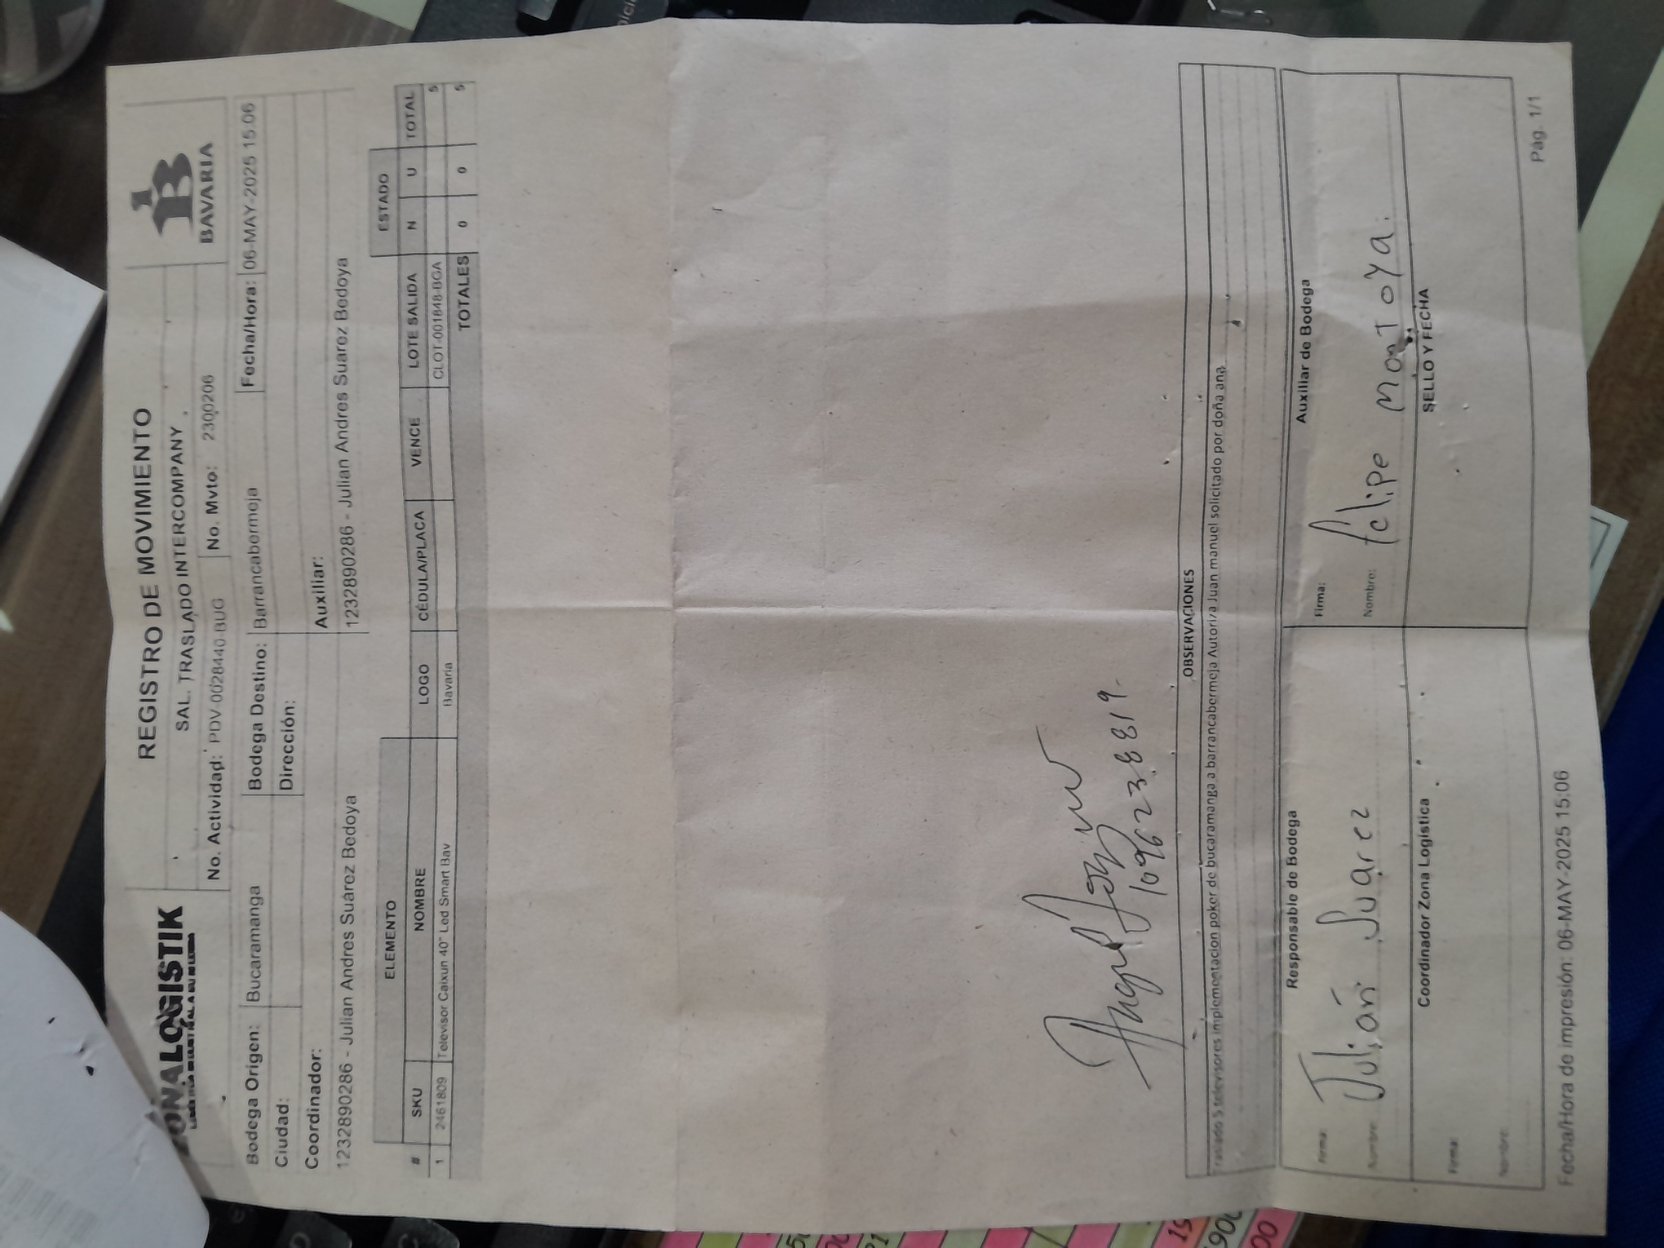 ZONALOGISTIK
REGISTRO DE MOVIMIENTO
SAL. TRASLADO INTERCOMPANY
BAVARIA
No. Actividad: PDV-0028440-BUG No. Mvto: 2300206
Bodega Origen: Bucaramanga Bodega Destino: Barrancabermeja Fecha/Hora: 06-MAY-2025 15:06
Ciudad: Dirección:
Coordinador: Auxiliar:
1232890286 - Julian Andres Suarez Bedoya 1232890286 - Julian Andres Suarez Bedoya
ELEMENTO ESTADO
# SKU NOMBRE LOGO CÉDULA/PLACA VENCE LOTE SALIDA N U TOTAL
1 2461809 Televisor Caixun 40" Led Smart Bav Bavaria CLOT-001848-BGA 5
TOTALES 0 0 5
1096238819-
OBSERVACIONES
Traslado 5 televisores implementacion poker de bucaramanga a barrancabermeja Autoriza Juan manuel solicitado por doña ana
Responsable de Bodega Auxiliar de Bodega
Firma: Firma:
Nombre: Julián Suarez Nombre: Felipe Montoya.
Coordinador Zona Logística SELLO Y FECHA
Firma:
Nombre:
Fecha/Hora de impresión: 06-MAY-2025 15:06 Pág. 1/1